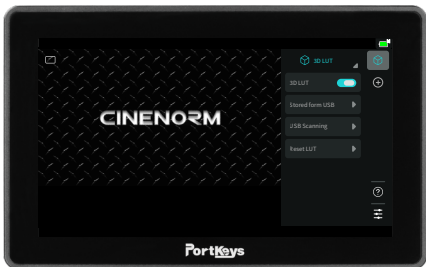 3D LUT
CINENORM
3D LUT
Stored form USB
USB Scanning
Reset LUT
PortKeys